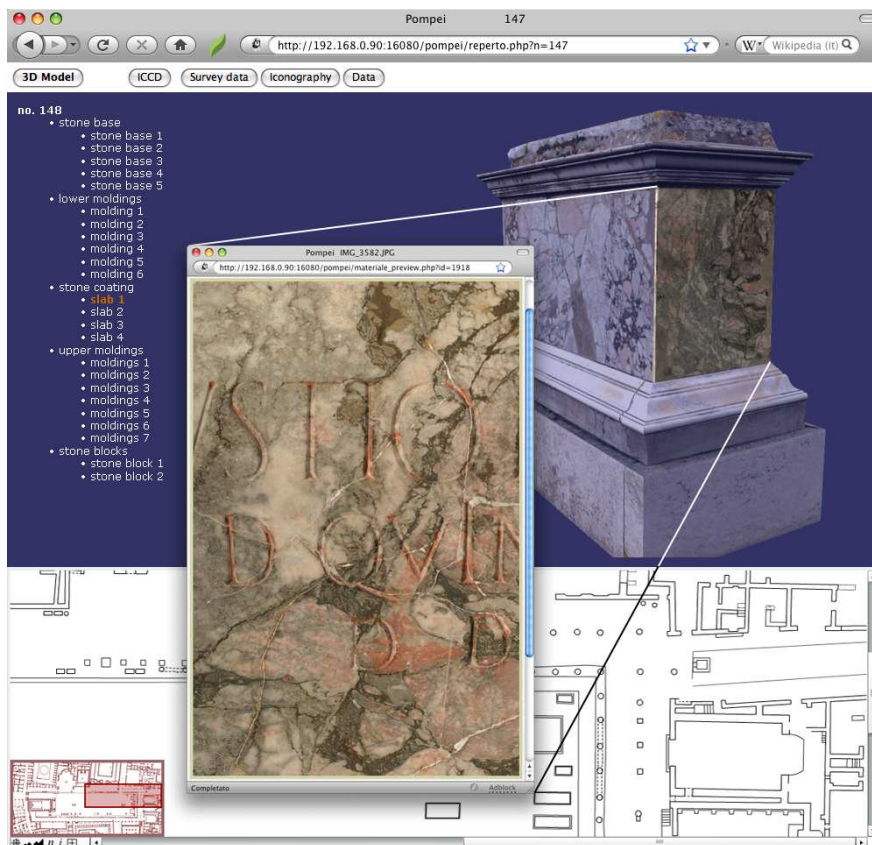 Pompei 147
http://192.168.0.90:16080/pompei/reperto.php?n=147
Wikipedia (it)
3D Model ICCD Survey data Iconography Data
no. 148
stone base
stone base 1
stone base 2
stone base 3
stone base 4
stone base 5
lower moldings
molding 1
molding 2
molding 3
molding 4
molding 5
molding 6
stone coating
slab 1
slab 2
slab 3
slab 4
upper moldings
moldings 1
moldings 2
moldings 3
moldings 4
moldings 5
moldings 6
moldings 7
stone blocks
stone block 1
stone block 2
Pompei IMG_3582.JPG
http://192.168.0.90:16080/pompei/materiale_preview.php?id=1918
VSTIO
D QVIN
D
Completato Adblock